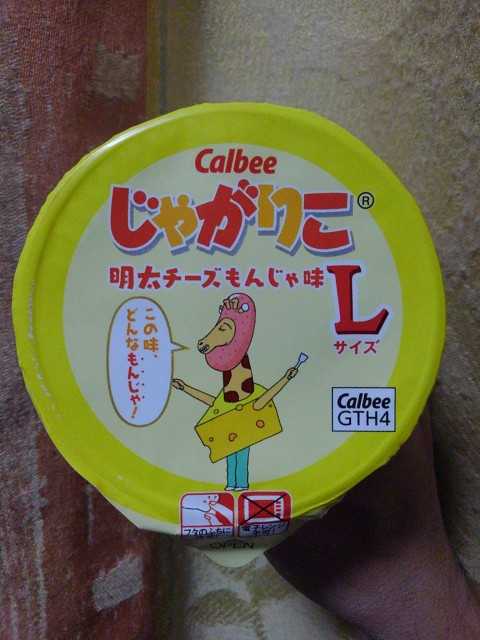 Calbee
じゃがりこ®
明太チーズもんじゃ味
L
サイズ
この味、
どんなもんじゃ!
Calbee
GTH4
OPEN